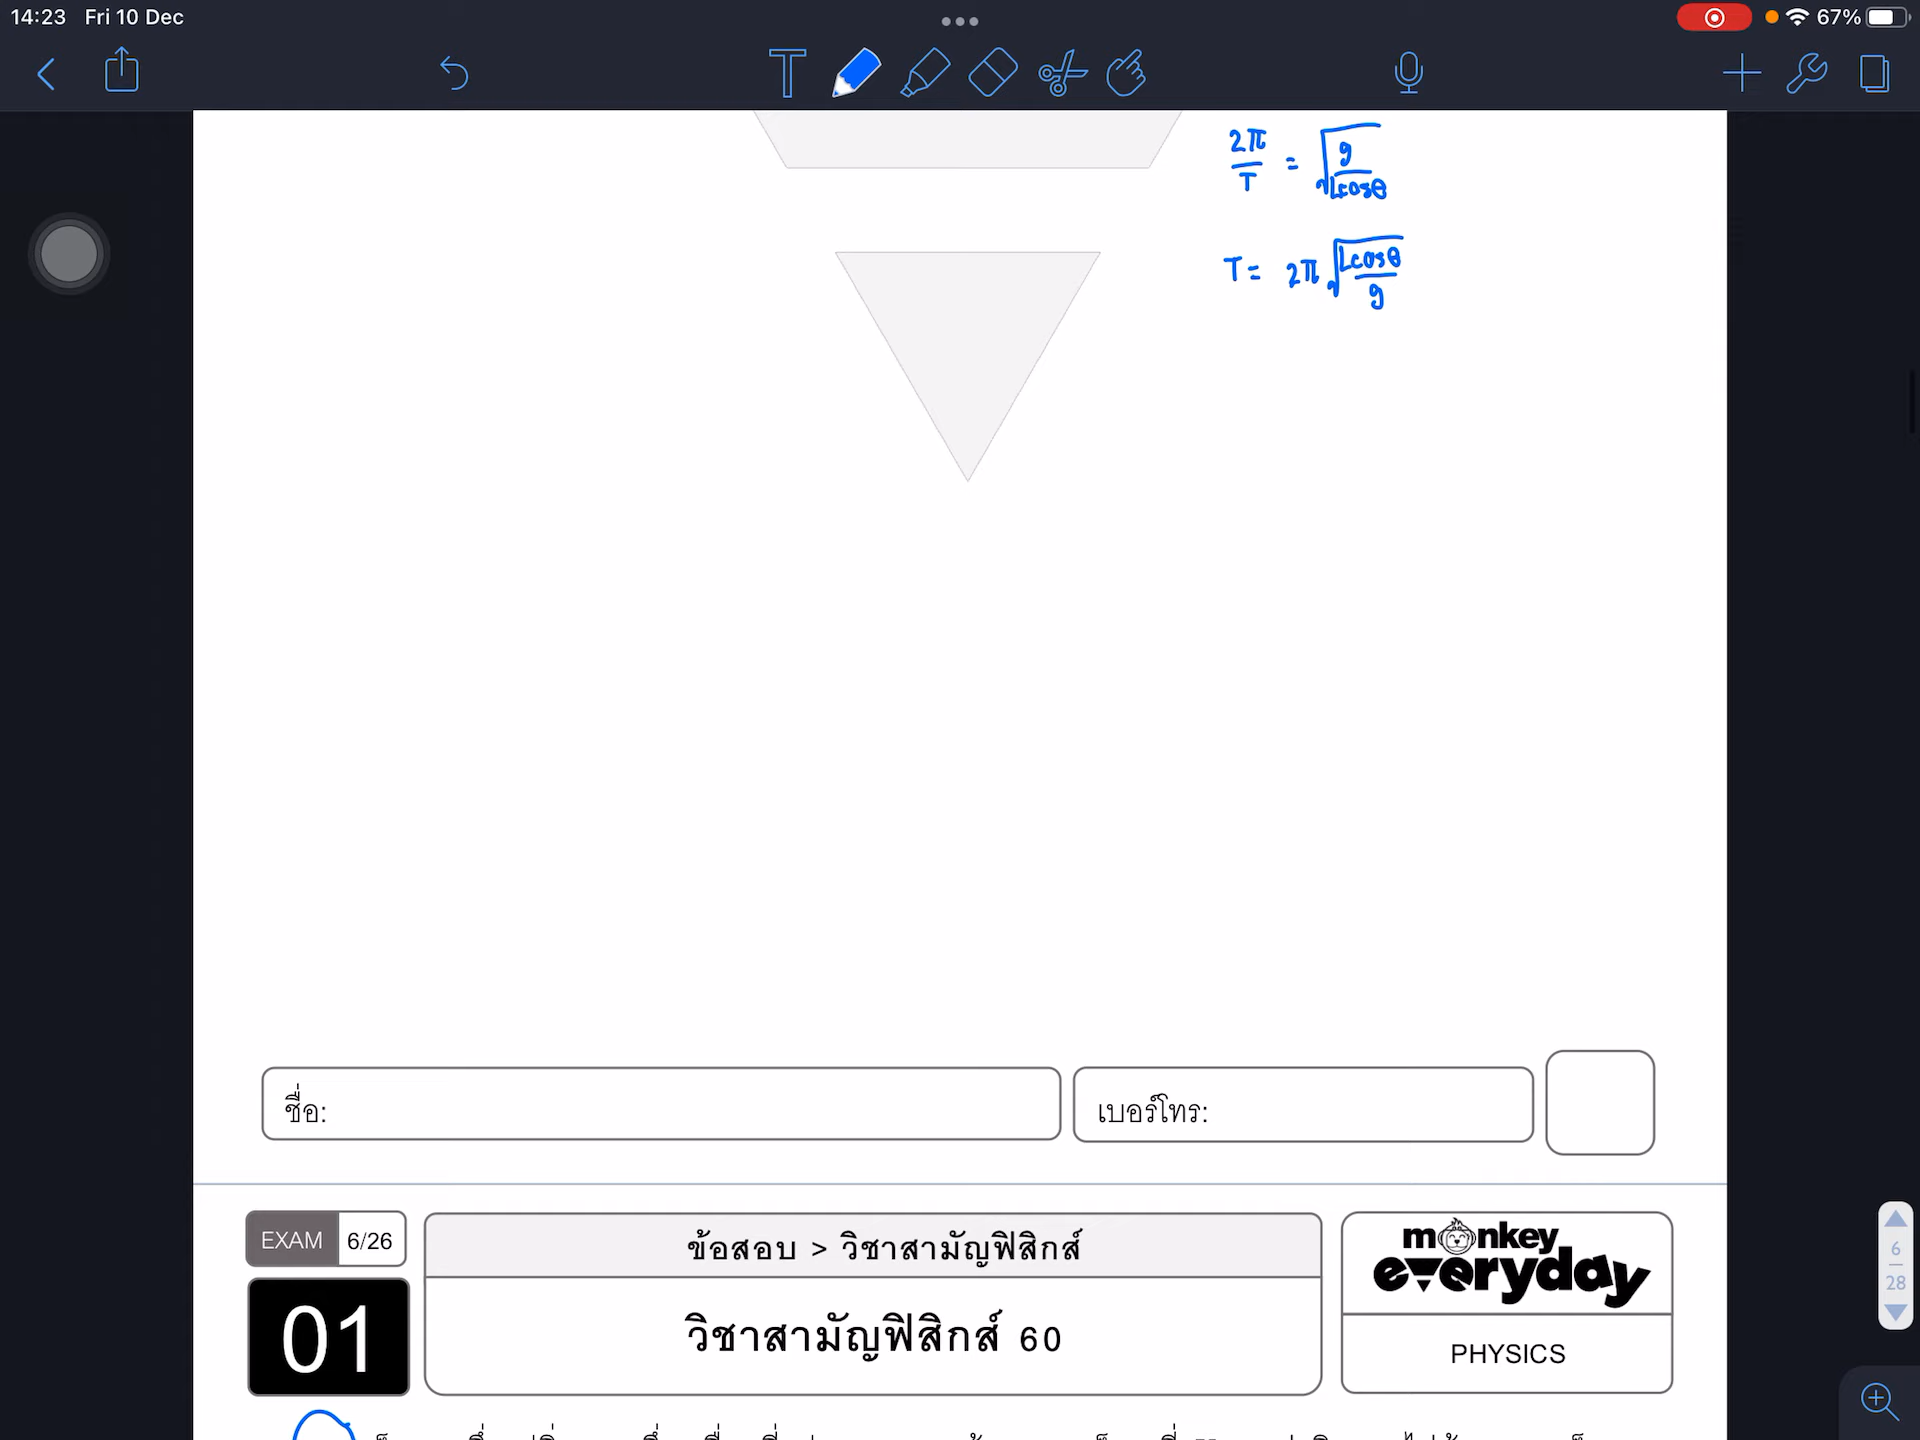 14:23 Fri 10 Dec
67%
2π/T = √(g/(Lcosθ))
T = 2π √(Lcosθ/g)
ชื่อ:
เบอร์โทร:
EXAM 6/26
01
ข้อสอบ > วิชาสามัญฟิสิกส์
วิชาสามัญฟิสิกส์ 60
monkey
everyday
PHYSICS
6
28